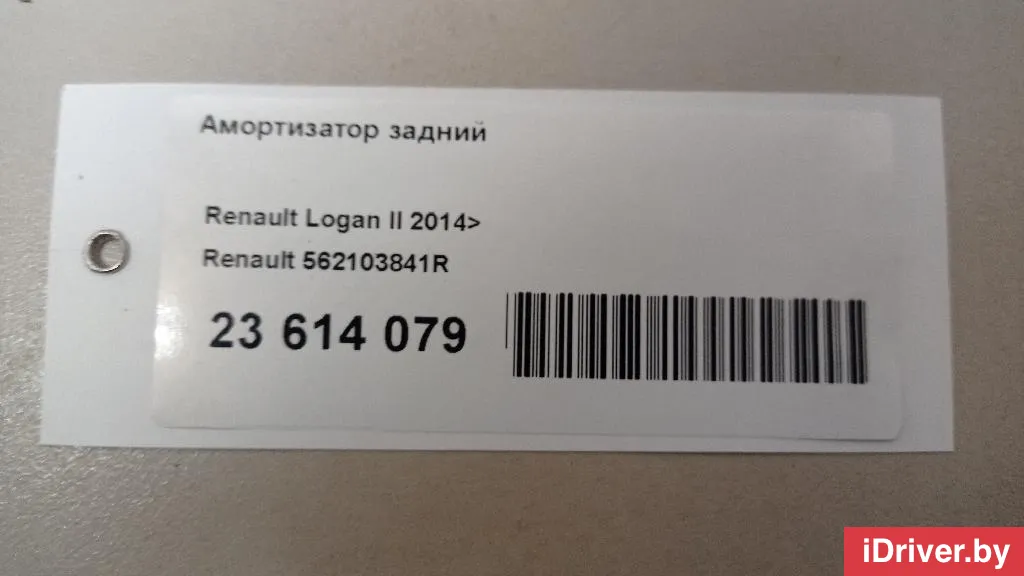 Амортизатор задний
Renault Logan II 2014>
Renault 562103841R
23 614 079
iDriver.by